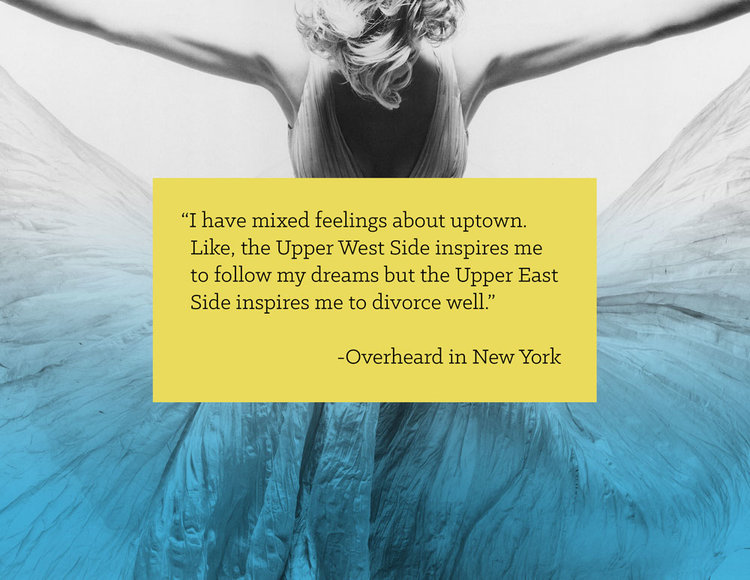 “I have mixed feelings about uptown.
Like, the Upper West Side inspires me
to follow my dreams but the Upper East
Side inspires me to divorce well.”
-Overheard in New York